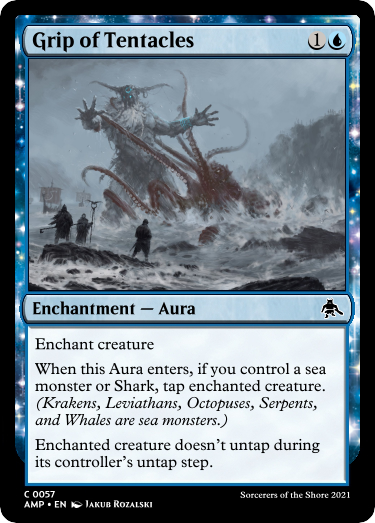 Grip of Tentacles 1
Enchantment — Aura
Enchant creature
When this Aura enters, if you control a sea
monster or Shark, tap enchanted creature.
(Krakens, Leviathans, Octopuses, Serpents,
and Whales are sea monsters.)
Enchanted creature doesn't untap during
its controller's untap step.
C 0057
AMP • EN Jakub Rozalski
Sorcerers of the Shore 2021